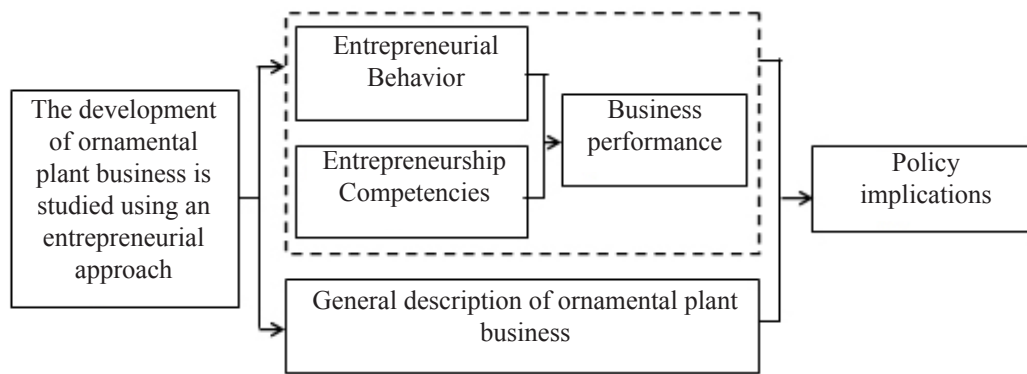 The development
of ornamental
plant business is
studied using an
entrepreneurial
approach
Entrepreneurial
Behavior
Entrepreneurship
Competencies
Business
performance
General description of ornamental plant
business
Policy
implications